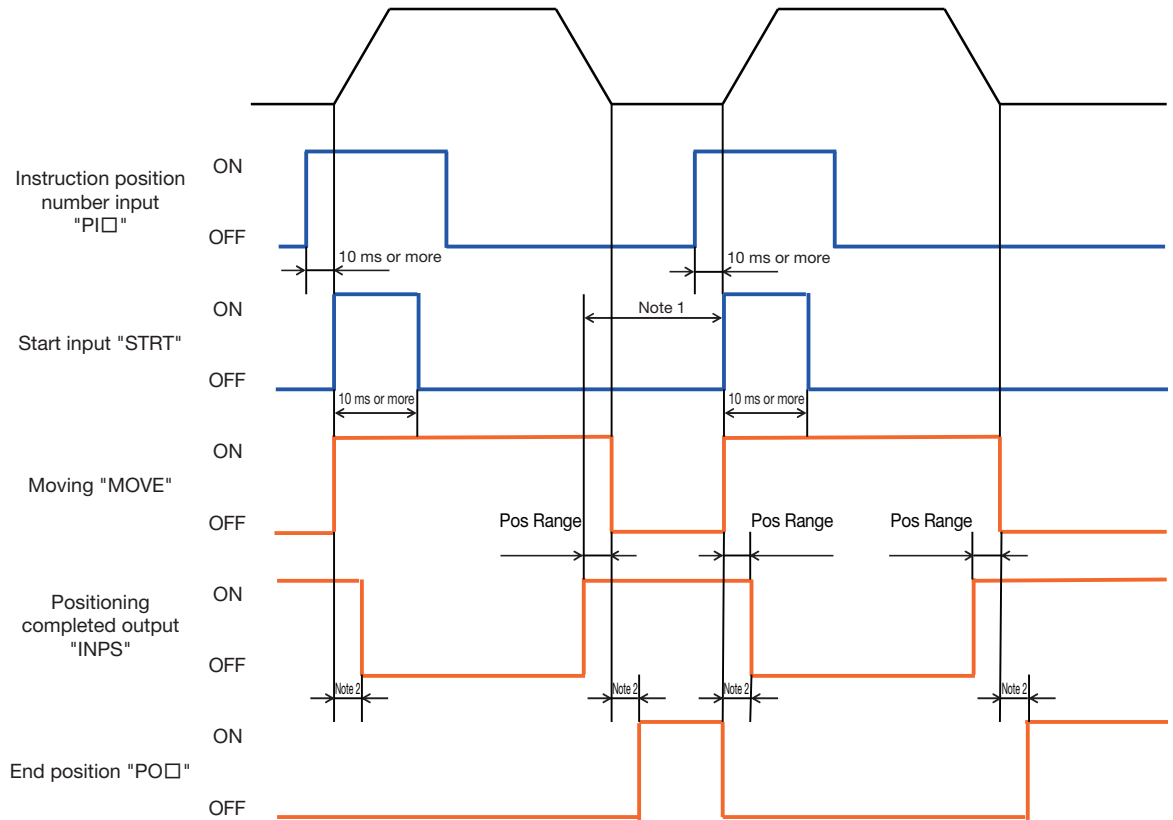 ON
Instruction position
number input
"PI□"
OFF
10 ms or more
10 ms or more
ON
Note 1
Start input "STRT"
OFF
10 ms or more
10 ms or more
ON
Moving "MOVE"
OFF
Pos Range
Pos Range
Pos Range
ON
Positioning
completed output
"INPS"
OFF
Note 2
Note 2
Note 2
Note 2
ON
End position "PO□"
OFF